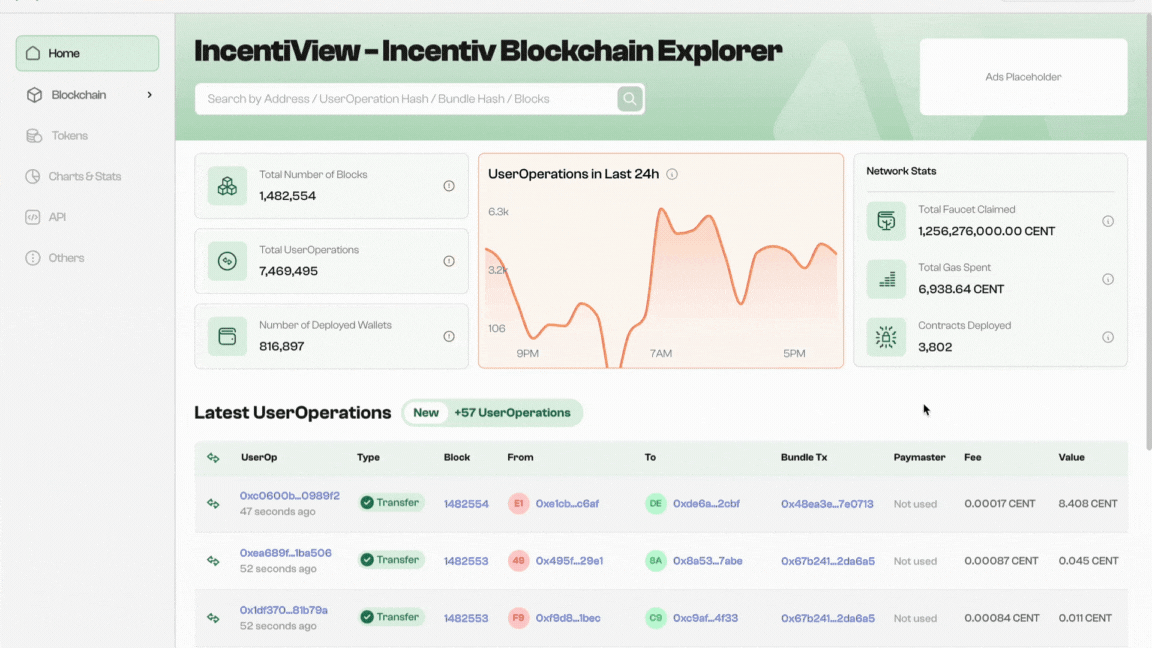 Home
Blockchain
Tokens
Charts & Stats
API
Others
IncentiView – Incentiv Blockchain Explorer
Search by Address / UserOperation Hash / Bundle Hash / Blocks
Ads Placeholder
Total Number of Blocks
1,482,554
Total UserOperations
7,469,495
Number of Deployed Wallets
816,897
UserOperations in Last 24h
6.3k
3.2k
106
9PM 7AM 5PM
Network Stats
Total Faucet Claimed
1,256,276,000.00 CENT
Total Gas Spent
6,938.64 CENT
Contracts Deployed
3,802
Latest UserOperations New +57 UserOperations
UserOp Type Block From To Bundle Tx Paymaster Fee Value
0xc0600b...0989f2 Transfer 1482554 E1 0xe1cb...c6af DE 0xde6a...2cbf 0x48ea3e...7e0713 Not used 0.00017 CENT 8.408 CENT
47 seconds ago
0xea689f...1ba506 Transfer 1482553 49 0x495f...29e1 8A 0x8a53...7abe 0x67b241...2da6a5 Not used 0.00087 CENT 0.045 CENT
52 seconds ago
0x1df370...81b79a Transfer 1482553 F9 0xf9d8...1bec C9 0xc9af...4f33 0x67b241...2da6a5 Not used 0.00084 CENT 0.011 CENT
52 seconds ago